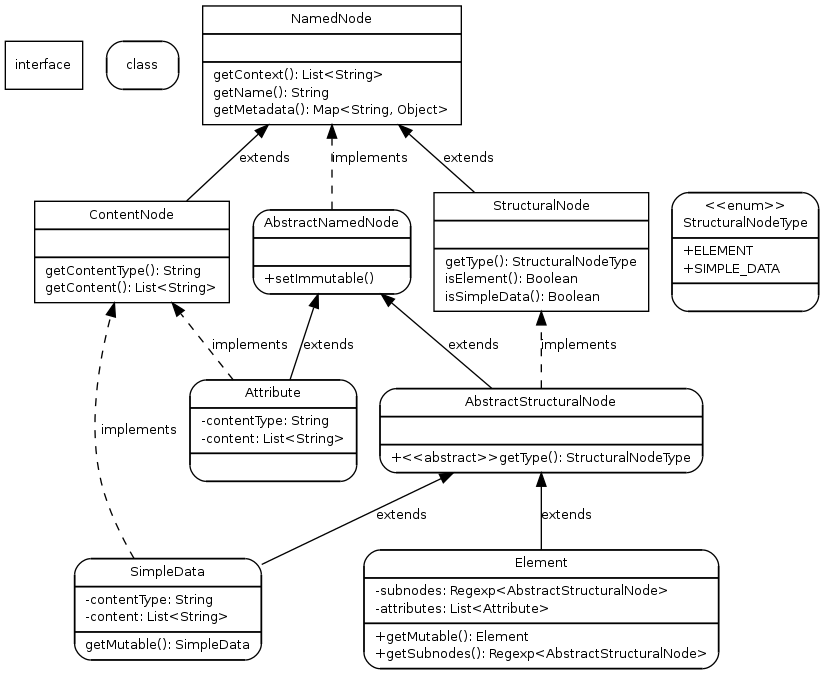 NamedNode
getContext(): List<String>
getName(): String
getMetadata(): Map<String, Object>
interface
class
extends
implements
extends
ContentNode
getContentType(): String
getContent(): List<String>
AbstractNamedNode
+setImmutable()
StructuralNode
getType(): StructuralNodeType
isElement(): Boolean
isSimpleData(): Boolean
<<enum>>
StructuralNodeType
+ELEMENT
+SIMPLE_DATA
implements
extends
extends
implements
implements
Attribute
-contentType: String
-content: List<String>
AbstractStructuralNode
+<<abstract>>getType(): StructuralNodeType
extends
extends
SimpleData
-contentType: String
-content: List<String>
getMutable(): SimpleData
Element
-subnodes: Regexp<AbstractStructuralNode>
-attributes: List<Attribute>
+getMutable(): Element
+getSubnodes(): Regexp<AbstractStructuralNode>